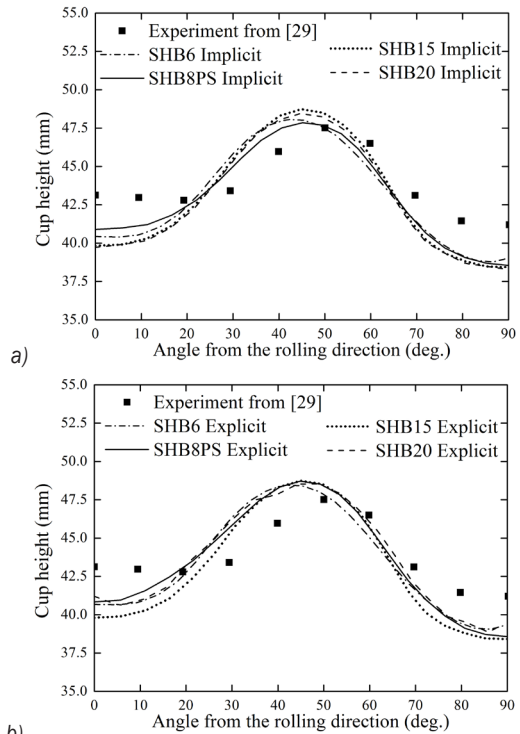 55.0
52.5
50.0
47.5
45.0
42.5
40.0
37.5
35.0
Cup height (mm)
Experiment from [29]
SHB6 Implicit
SHB8PS Implicit
SHB15 Implicit
SHB20 Implicit
0 10 20 30 40 50 60 70 80 90
Angle from the rolling direction (deg.)
a)
55.0
52.5
50.0
47.5
45.0
42.5
40.0
37.5
35.0
Cup height (mm)
Experiment from [29]
SHB6 Explicit
SHB8PS Explicit
SHB15 Explicit
SHB20 Explicit
0 10 20 30 40 50 60 70 80 90
Angle from the rolling direction (deg.)
b)